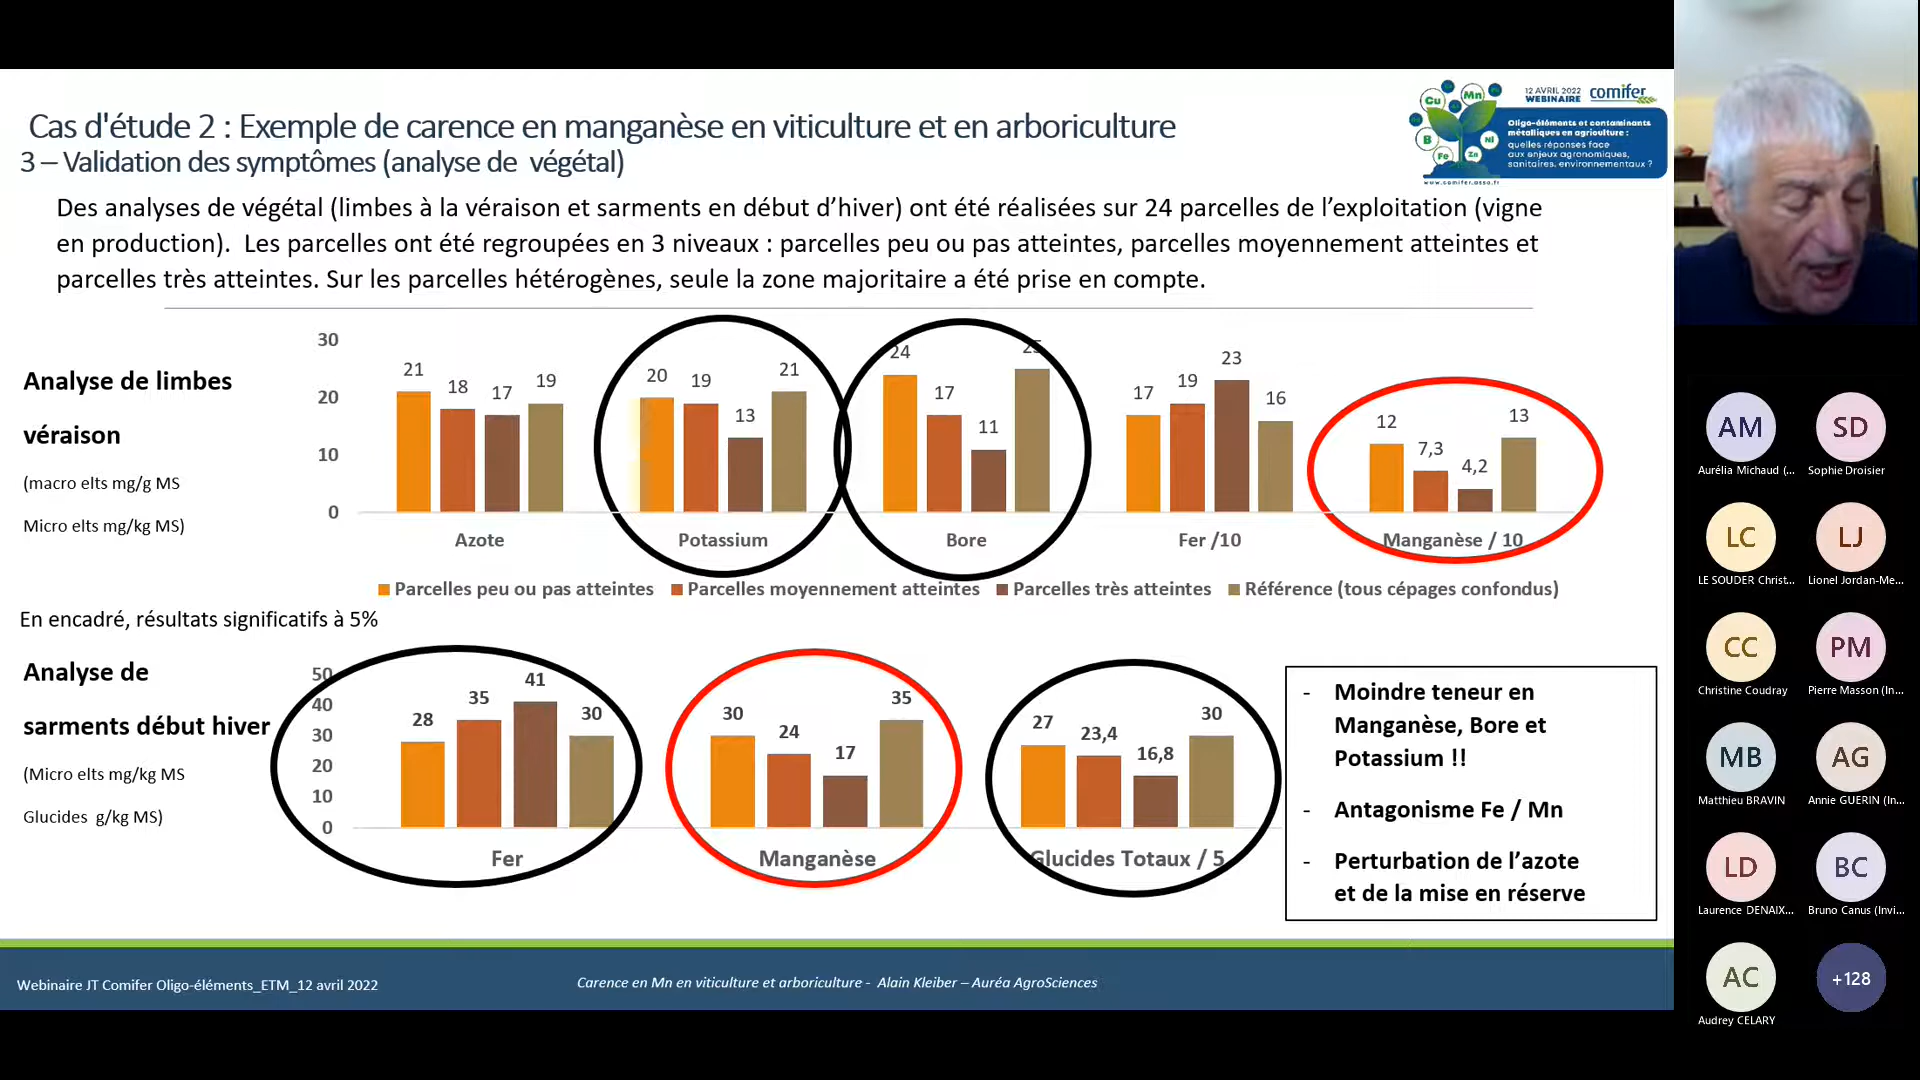 Cas d'étude 2 : Exemple de carence en manganèse en viticulture et en arboriculture
3 – Validation des symptômes (analyse de végétal)
Cu
Mn
B
Fe
Zn
Ni
12 AVRIL 2022
WEBINAIRE
comifer
Oligo-éléments et contaminants
métalliques en agriculture :
quelles réponses face
aux enjeux agronomiques,
sanitaires, environnementaux ?
www.comifer.asso.fr
Des analyses de végétal (limbes à la véraison et sarments en début d’hiver) ont été réalisées sur 24 parcelles de l’exploitation (vigne
en production). Les parcelles ont été regroupées en 3 niveaux : parcelles peu ou pas atteintes, parcelles moyennement atteintes et
parcelles très atteintes. Sur les parcelles hétérogènes, seule la zone majoritaire a été prise en compte.
Analyse de limbes
véraison
(macro elts mg/g MS
Micro elts mg/kg MS)
30
20
10
0
21 18 17 19
20 19 13 21
24 17 11 25
17 19 23 16
12 7,3 4,2 13
Azote Potassium Bore Fer /10 Manganèse / 10
Parcelles peu ou pas atteintes Parcelles moyennement atteintes Parcelles très atteintes Référence (tous cépages confondus)
En encadré, résultats significatifs à 5%
Analyse de
sarments début hiver
(Micro elts mg/kg MS
Glucides g/kg MS)
50
40
30
20
10
0
28 35 41 30
30 24 17 35
27 23,4 16,8 30
Fer Manganèse Glucides Totaux / 5
- Moindre teneur en
Manganèse, Bore et
Potassium !!
- Antagonisme Fe / Mn
- Perturbation de l’azote
et de la mise en réserve
Webinaire JT Comifer Oligo-éléments_ETM_12 avril 2022
Carence en Mn en viticulture et arboriculture - Alain Kleiber – Auréa AgroSciences
AM SD
Aurélia Michaud (... Sophie Droisier
LC LJ
LE SOUDER Christ... Lionel Jordan-Me...
CC PM
Christine Coudray Pierre Masson (In...
MB AG
Matthieu BRAVIN Annie GUERIN (In...
LD BC
Laurence DENAIX... Bruno Canus (Invi...
AC +128
Audrey CELARY